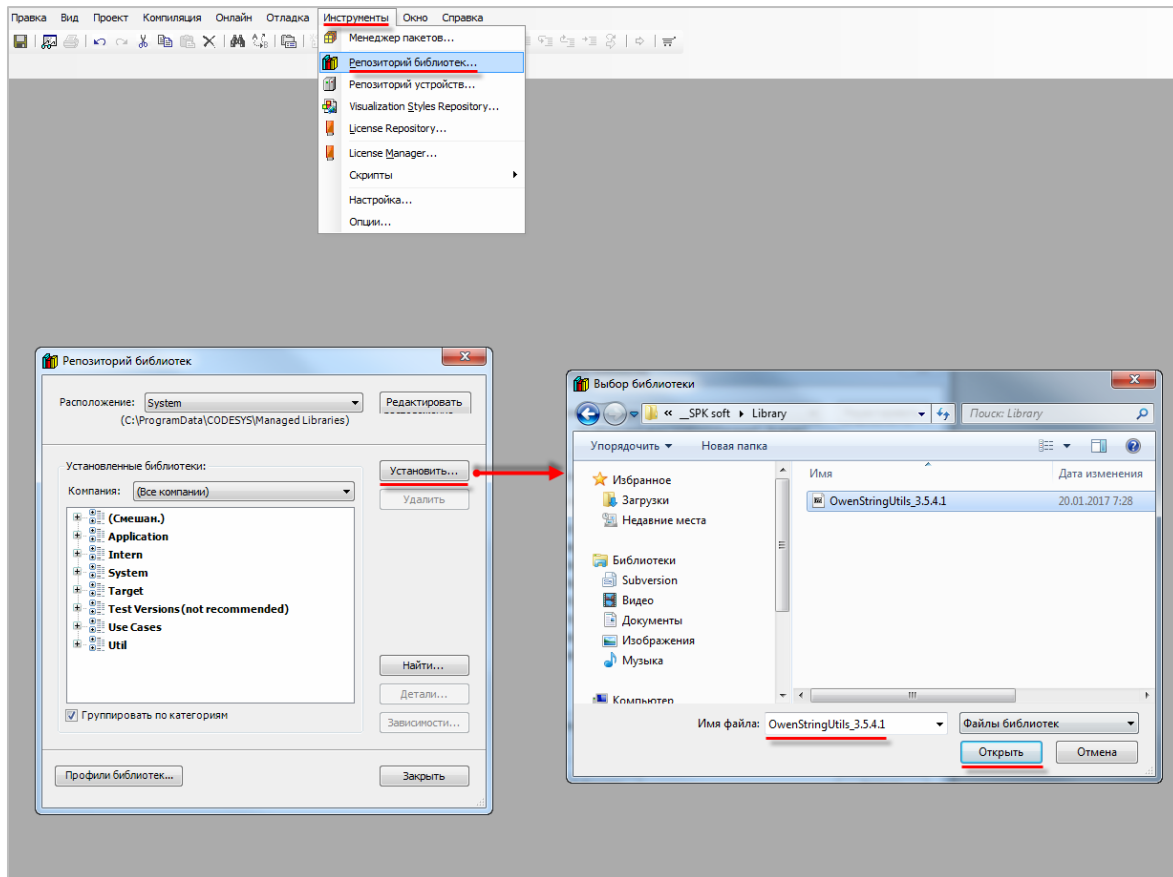 Правка Вид Проект Компиляция Онлайн Отладка Инструменты Окно Справка
Менеджер пакетов...
Репозиторий библиотек...
Репозиторий устройств...
Visualization Styles Repository...
License Repository...
License Manager...
Скрипты
Настройка...
Опции...
Репозиторий библиотек
Расположение: System
(C:\ProgramData\CODESYS\Managed Libraries)
Редактировать
Установленные библиотеки:
Компания: (Все компании)
Установить...
Удалить
(Смешан.)
Application
Intern
System
Target
Test Versions (not recommended)
Use Cases
Util
Найти...
Детали...
Зависимости...
Группировать по категориям
Профили библиотек...
Закрыть
Выбор библиотеки
« __SPK soft Library
Поиск: Library
Упорядочить Новая папка
Имя Дата изменения
OwenStringUtils_3.5.4.1 20.01.2017 7:28
Избранное
Загрузки
Недавние места
Библиотеки
Subversion
Видео
Документы
Изображения
Музыка
Компьютер
Имя файла: OwenStringUtils_3.5.4.1 Файлы библиотек
Открыть Отмена